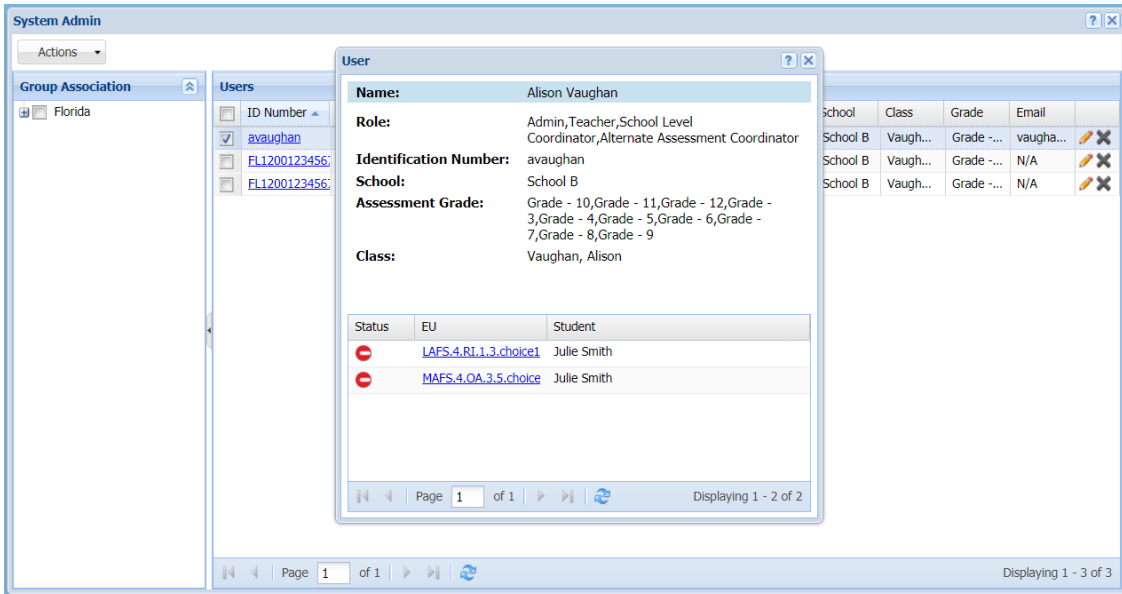 System Admin
Actions
Group Association
Florida
Users
ID Number School Class Grade Email
avaughan School B Vaugh... Grade -... vaugha...
FL1200123456 School B Vaugh... Grade -... N/A
FL1200123456 School B Vaugh... Grade -... N/A
User
Name: Alison Vaughan
Role: Admin,Teacher,School Level
Coordinator,Alternate Assessment Coordinator
Identification Number: avaughan
School: School B
Assessment Grade: Grade - 10,Grade - 11,Grade - 12,Grade -
3,Grade - 4,Grade - 5,Grade - 6,Grade -
7,Grade - 8,Grade - 9
Class: Vaughan, Alison
Status EU Student
LAFS.4.RI.1.3.choice1 Julie Smith
MAFS.4.OA.3.5.choice Julie Smith
Page 1 of 1 Displaying 1 - 2 of 2
Page 1 of 1 Displaying 1 - 3 of 3